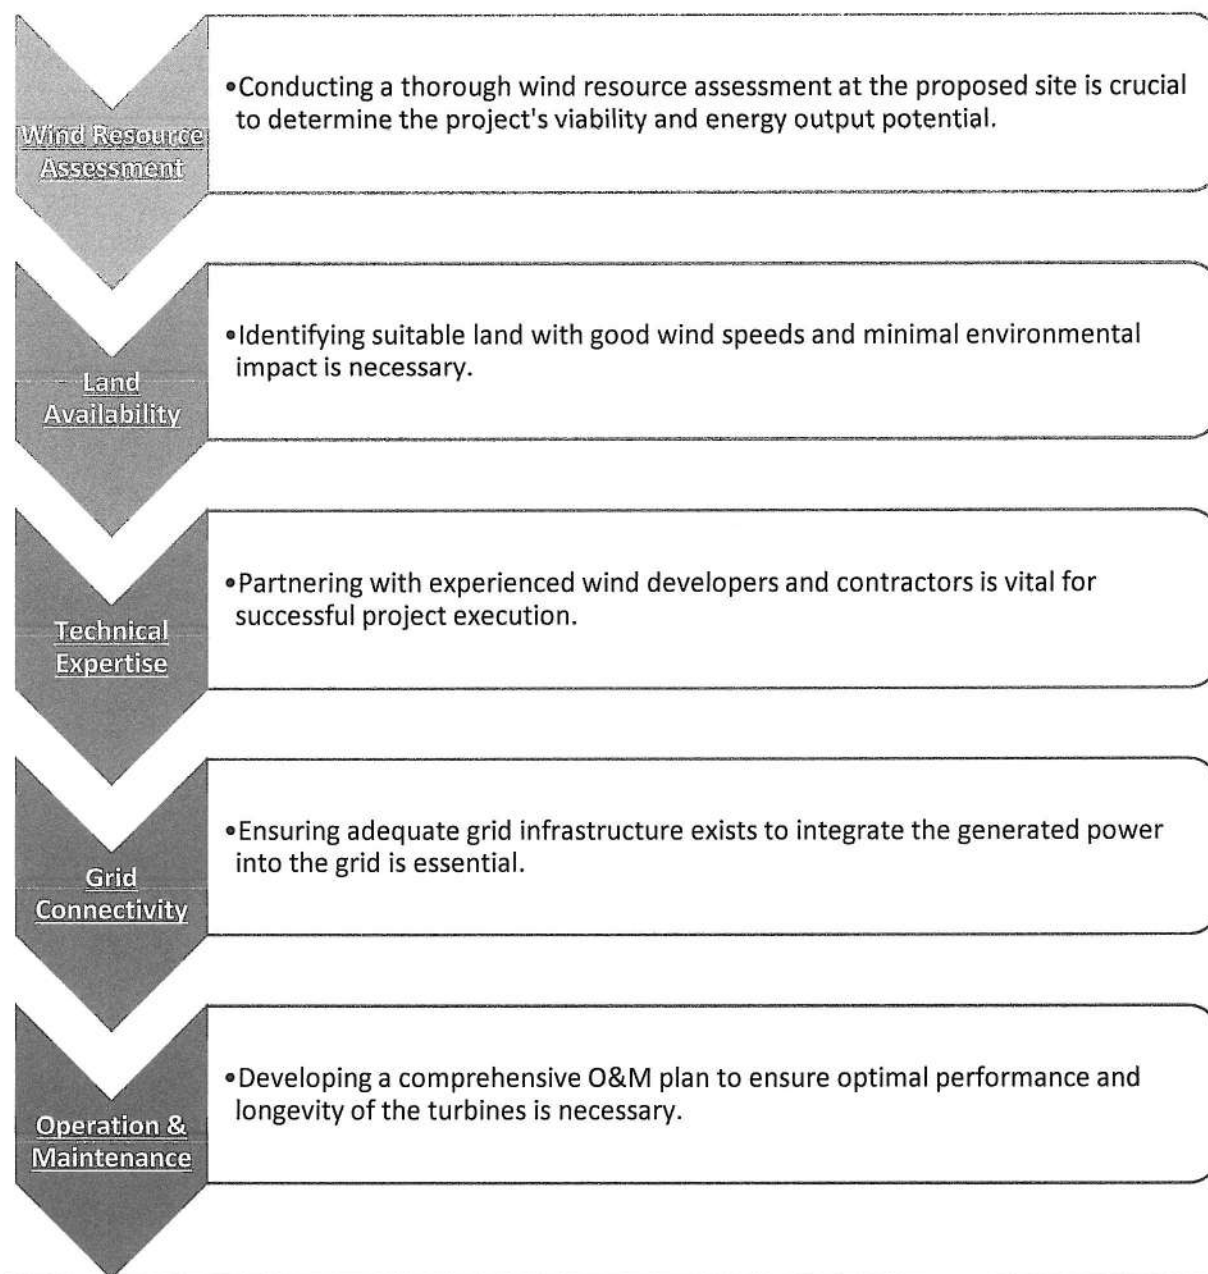 Wind Resource
Assessment
•Conducting a thorough wind resource assessment at the proposed site is crucial
to determine the project's viability and energy output potential.
Land
Availability
•Identifying suitable land with good wind speeds and minimal environmental
impact is necessary.
Technical
Expertise
•Partnering with experienced wind developers and contractors is vital for
successful project execution.
Grid
Connectivity
•Ensuring adequate grid infrastructure exists to integrate the generated power
into the grid is essential.
Operation &
Maintenance
•Developing a comprehensive O&M plan to ensure optimal performance and
longevity of the turbines is necessary.